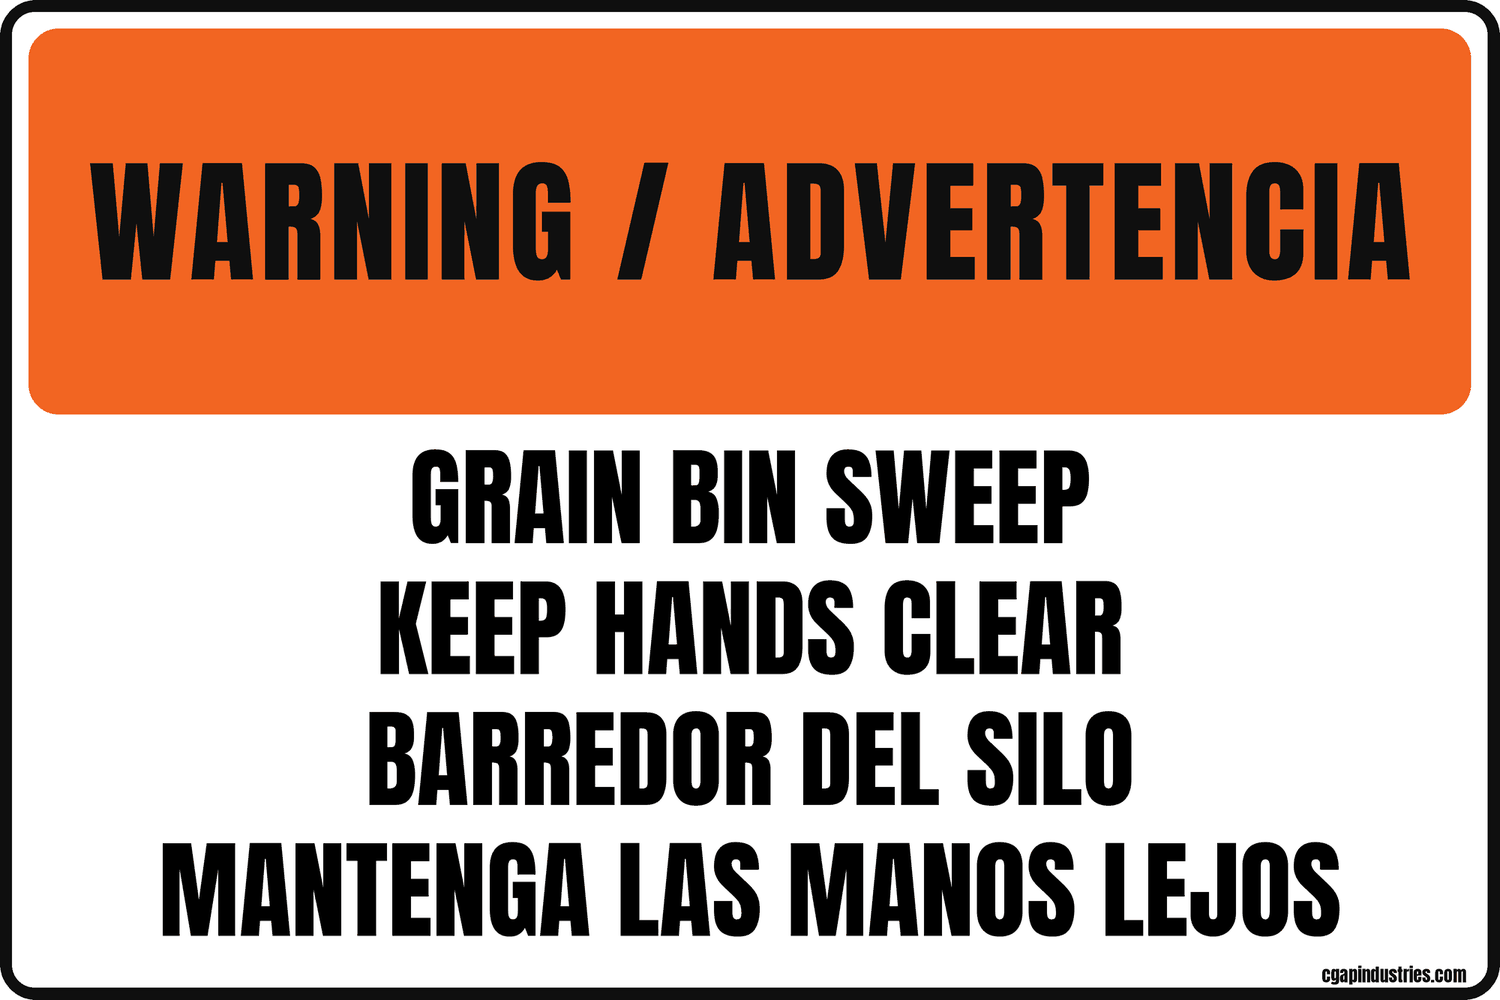 WARNING / ADVERTENCIA
GRAIN BIN SWEEP
KEEP HANDS CLEAR
BARREDOR DEL SILO
MANTENGA LAS MANOS LEJOS
cgapindustries.com